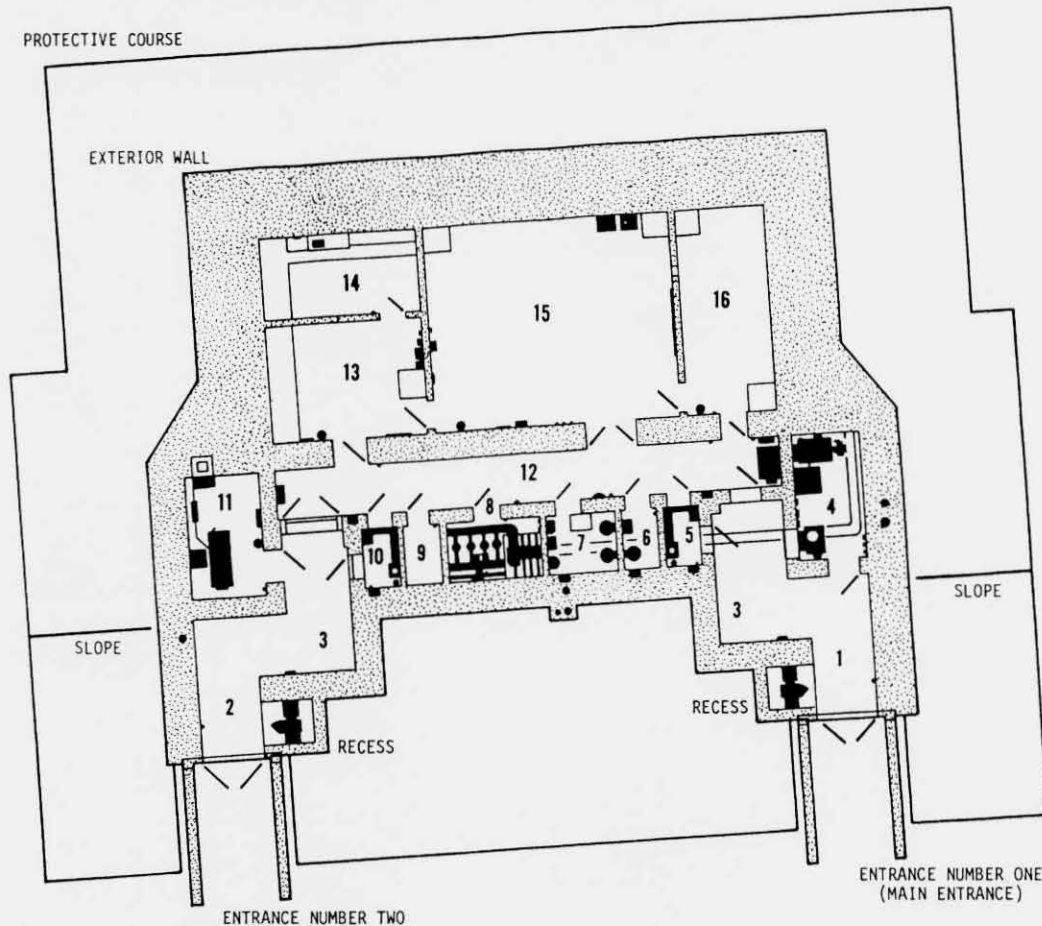 PROTECTIVE COURSE
EXTERIOR WALL
14
15
16
13
12
11
8
4
10
9
7
6
5
SLOPE
3
3
SLOPE
1
2
RECESS
RECESS
ENTRANCE NUMBER ONE
(MAIN ENTRANCE)
ENTRANCE NUMBER TWO